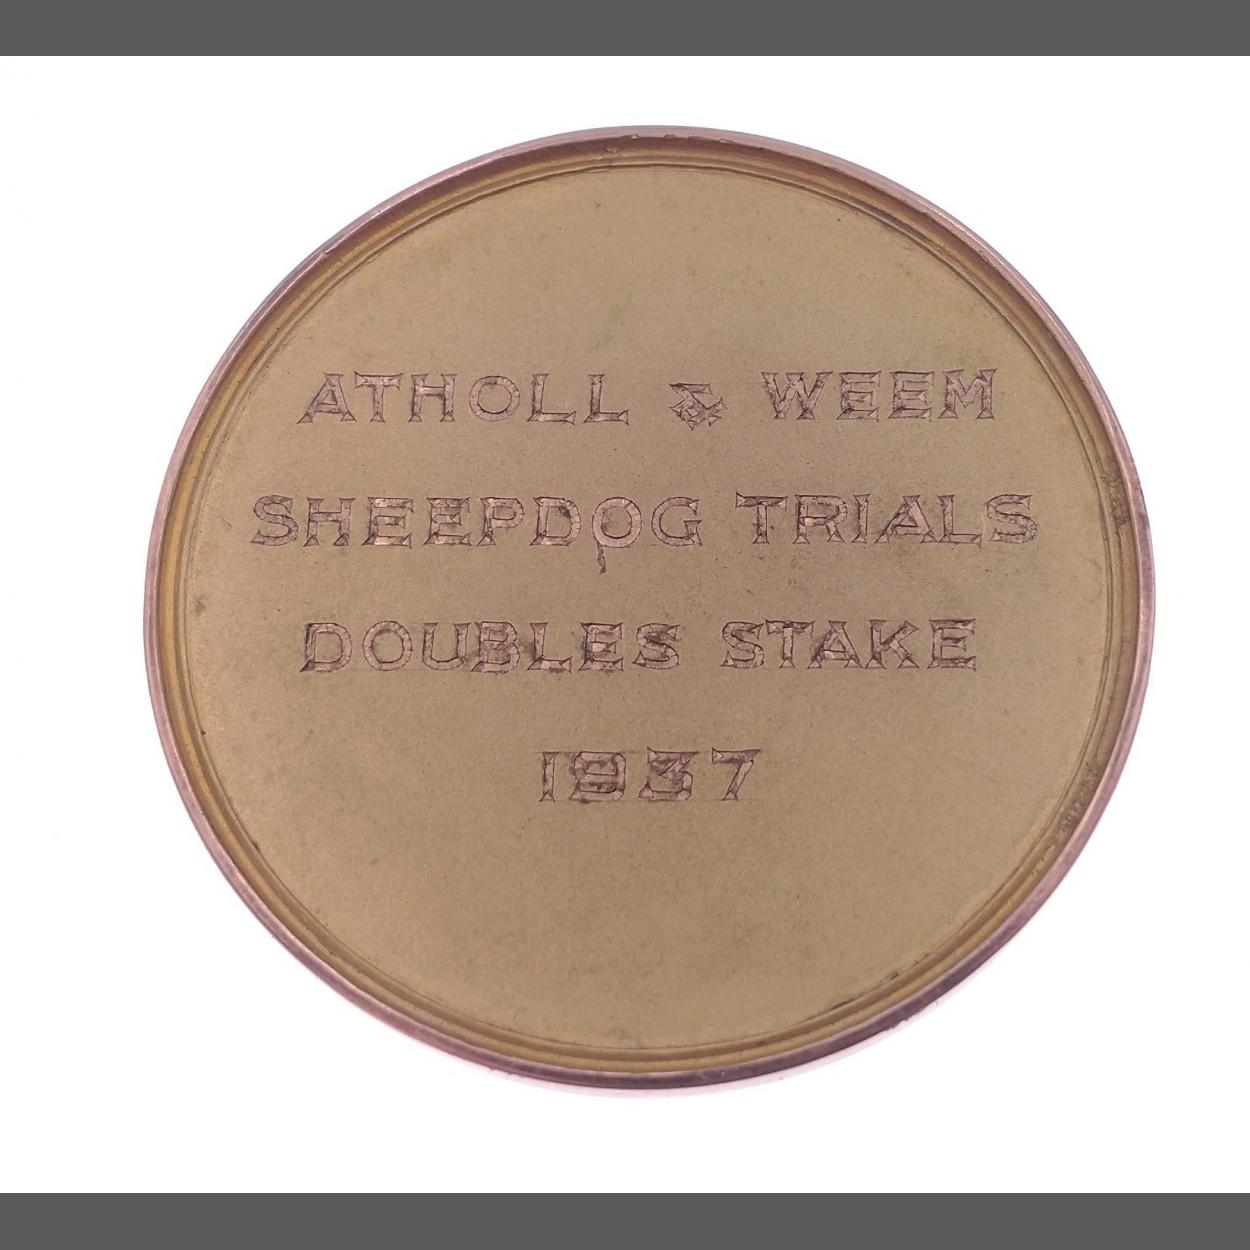 ATHOLL & WEEM
SHEEPDOG TRIALS
DOUBLES STAKE
1937